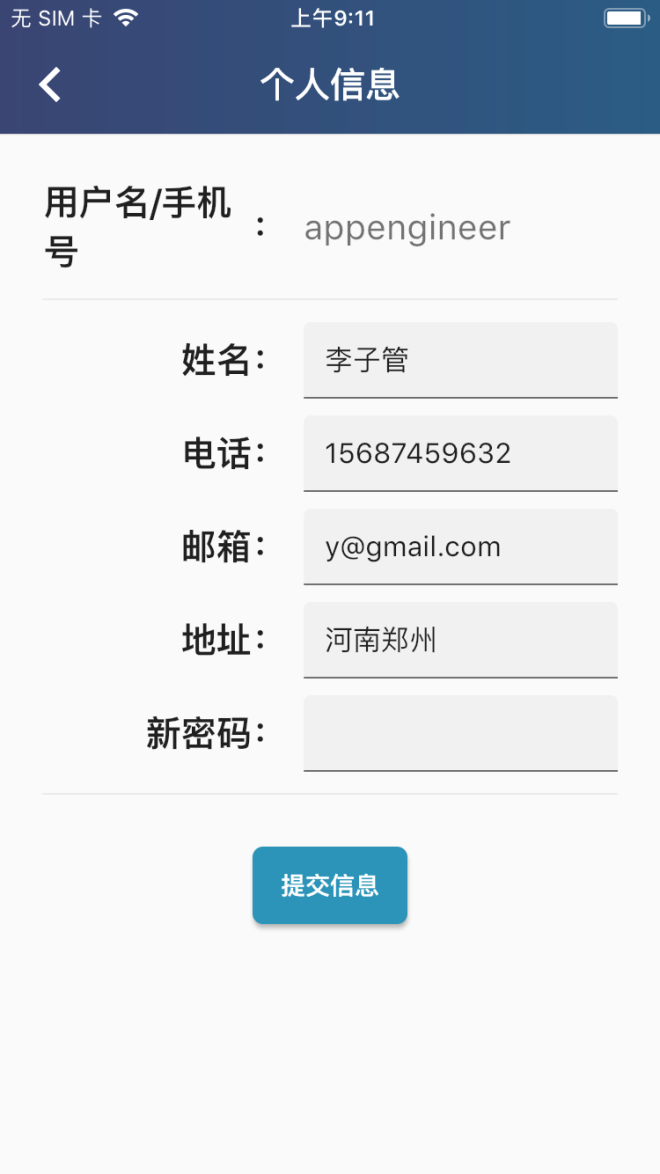 无 SIM 卡 上午9:11
个人信息
用户名/手机
号 : appengineer
姓名: 李子管
电话: 15687459632
邮箱: y@gmail.com
地址: 河南郑州
新密码:
提交信息